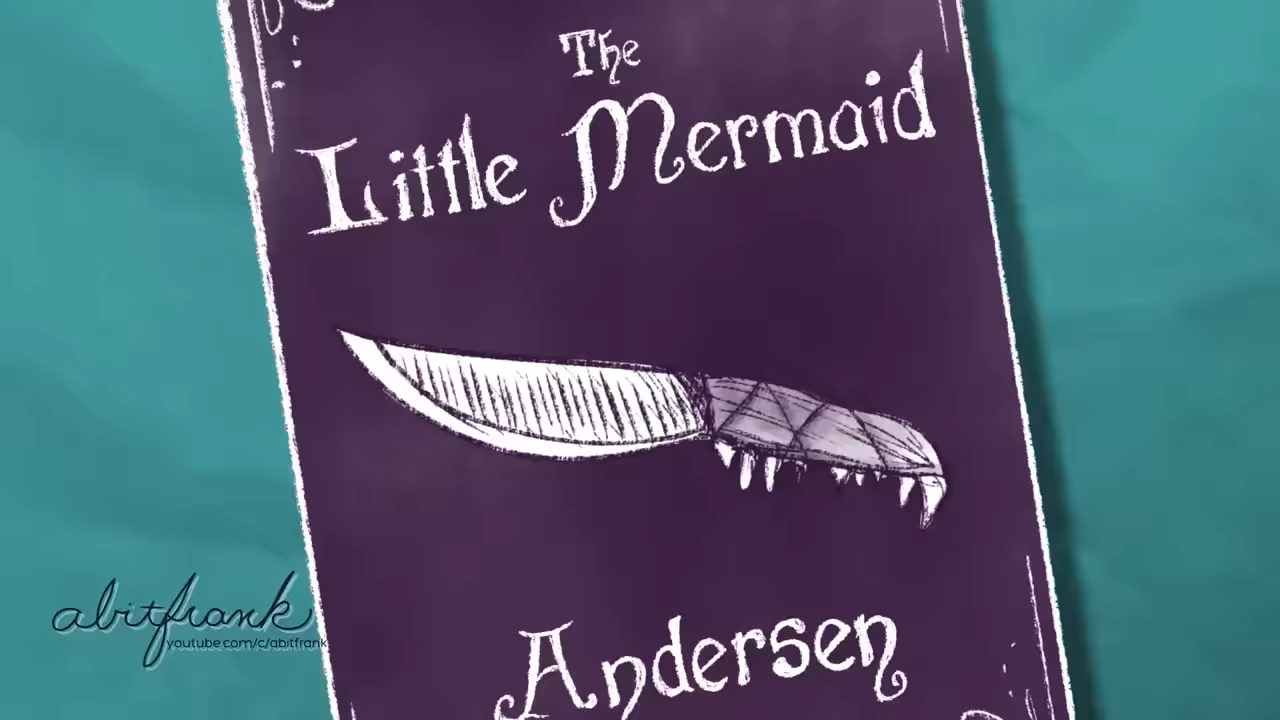 The
Little Mermaid
Andersen
abitfrank
youtube.com/c/abitfrank